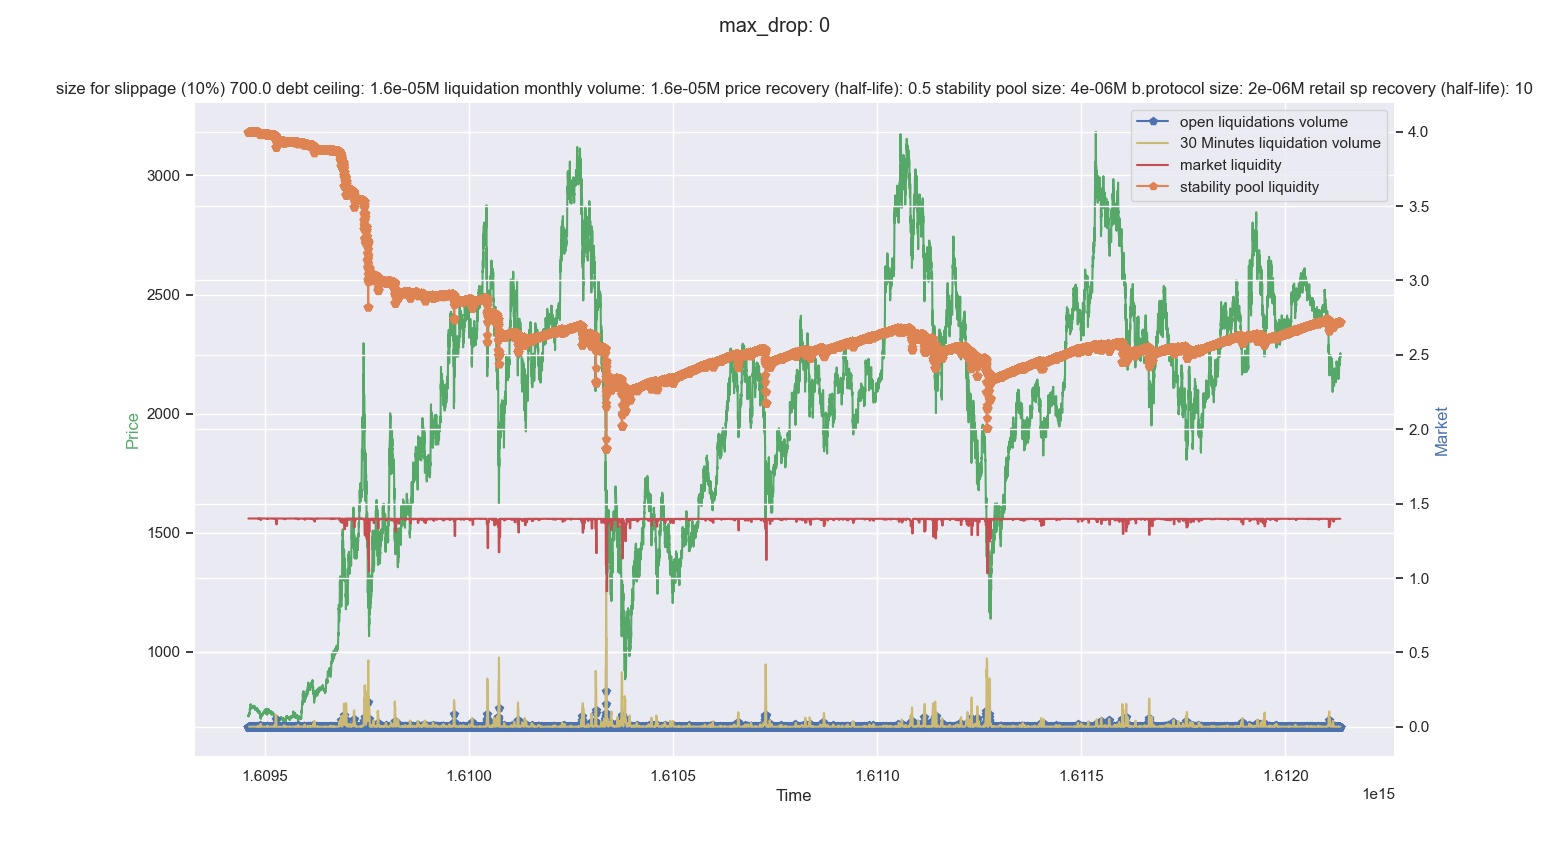 max_drop: 0
size for slippage (10%) 700.0 debt ceiling: 1.6e-05M liquidation monthly volume: 1.6e-05M price recovery (half-life): 0.5 stability pool size: 4e-06M b.protocol size: 2e-06M retail sp recovery (half-life): 10
open liquidations volume
30 Minutes liquidation volume
market liquidity
stability pool liquidity
3000
2500
2000
1500
1000
Price
4.0
3.5
3.0
2.5
2.0
1.5
1.0
0.5
0.0
Market
1.6095
1.6100
1.6105
1.6110
1.6115
1.6120
Time
1e15